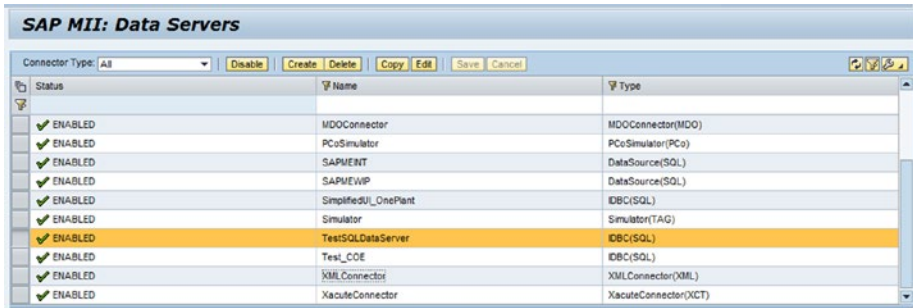 SAP MII: Data Servers
Connector Type: All Disable Create Delete Copy Edit Save Cancel
Status Name Type
ENABLED MDOConnector MDOConnector(MDO)
ENABLED PCoSimulator PCoSimulator(PCo)
ENABLED SAPMEINT DataSource(SQL)
ENABLED SAPMEWIP DataSource(SQL)
ENABLED SimplifiedUI_OnePlant IDBC(SQL)
ENABLED Simulator Simulator(TAG)
ENABLED TestSQLDataServer IDBC(SQL)
ENABLED Test_COE IDBC(SQL)
ENABLED XMLConnector XMLConnector(XML)
ENABLED XacuteConnector XacuteConnector(XCT)